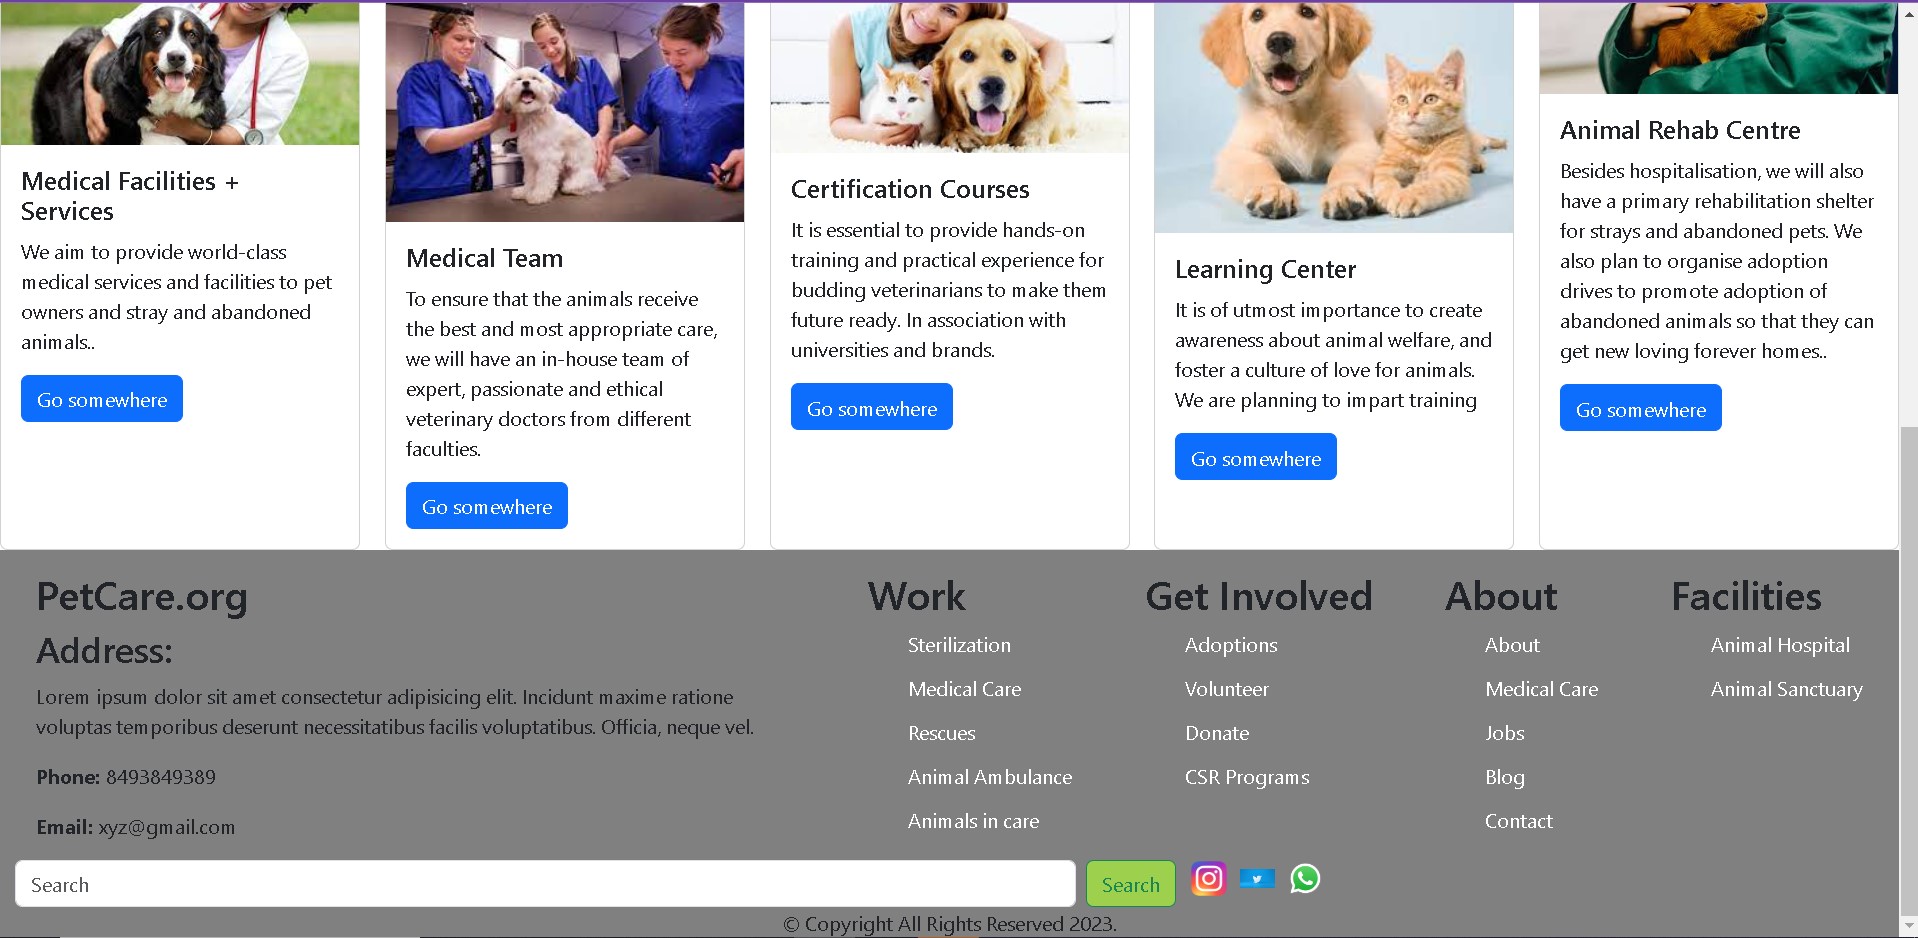 Medical Facilities +
Services
We aim to provide world-class
medical services and facilities to pet
owners and stray and abandoned
animals..
Go somewhere
Medical Team
To ensure that the animals receive
the best and most appropriate care,
we will have an in-house team of
expert, passionate and ethical
veterinary doctors from different
faculties.
Go somewhere
Certification Courses
It is essential to provide hands-on
training and practical experience for
budding veterinarians to make them
future ready. In association with
universities and brands.
Go somewhere
Learning Center
It is of utmost importance to create
awareness about animal welfare, and
foster a culture of love for animals.
We are planning to impart training
Go somewhere
Animal Rehab Centre
Besides hospitalisation, we will also
have a primary rehabilitation shelter
for strays and abandoned pets. We
also plan to organise adoption
drives to promote adoption of
abandoned animals so that they can
get new loving forever homes..
Go somewhere
PetCare.org
Address:
Lorem ipsum dolor sit amet consectetur adipisicing elit. Incidunt maxime ratione
voluptas temporibus deserunt necessitatibus facilis voluptatibus. Officia, neque vel.
Phone: 8493849389
Email: xyz@gmail.com
Work
Sterilization
Medical Care
Rescues
Animal Ambulance
Animals in care
Get Involved
Adoptions
Volunteer
Donate
CSR Programs
About
About
Medical Care
Jobs
Blog
Contact
Facilities
Animal Hospital
Animal Sanctuary
Search
Search
© Copyright All Rights Reserved 2023.